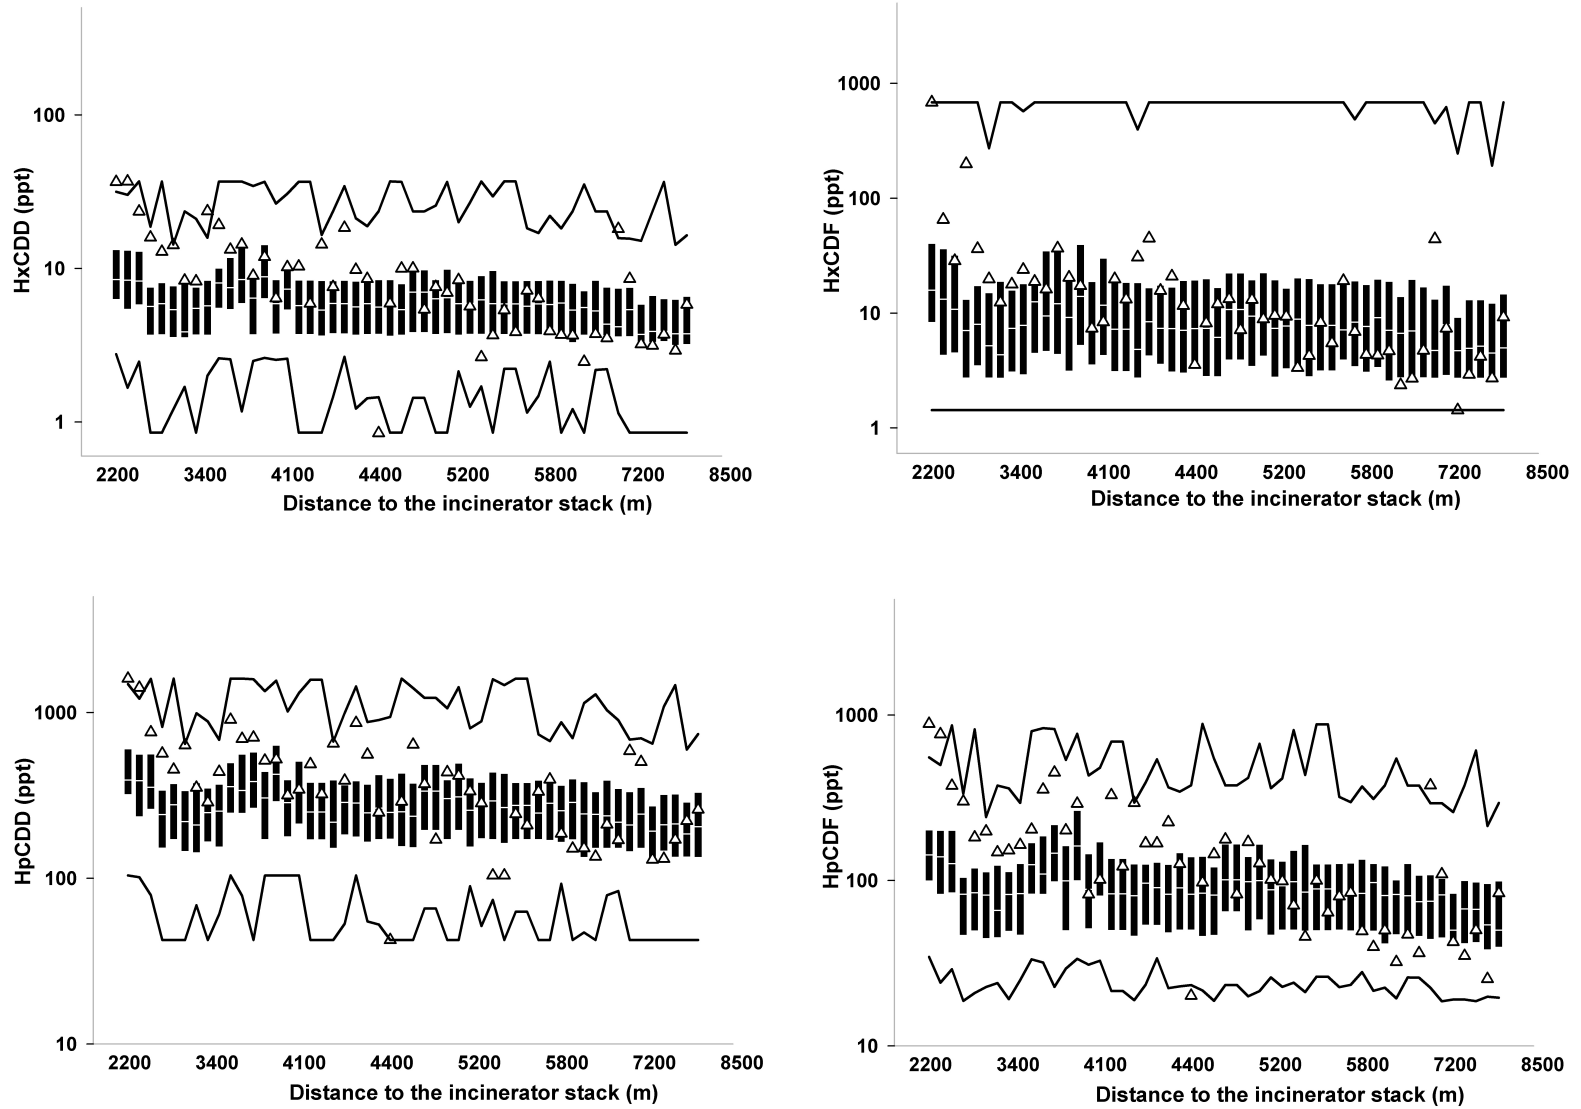 HxCDD (ppt)
100
10
1
2200 3400 4100 4400 5200 5800 7200 8500
Distance to the incinerator stack (m)
HxCDF (ppt)
1000
100
10
1
2200 3400 4100 4400 5200 5800 7200 8500
Distance to the incinerator stack (m)
HpCDD (ppt)
1000
100
10
2200 3400 4100 4400 5200 5800 7200 8500
Distance to the incinerator stack (m)
HpCDF (ppt)
1000
100
10
2200 3400 4100 4400 5200 5800 7200 8500
Distance to the incinerator stack (m)